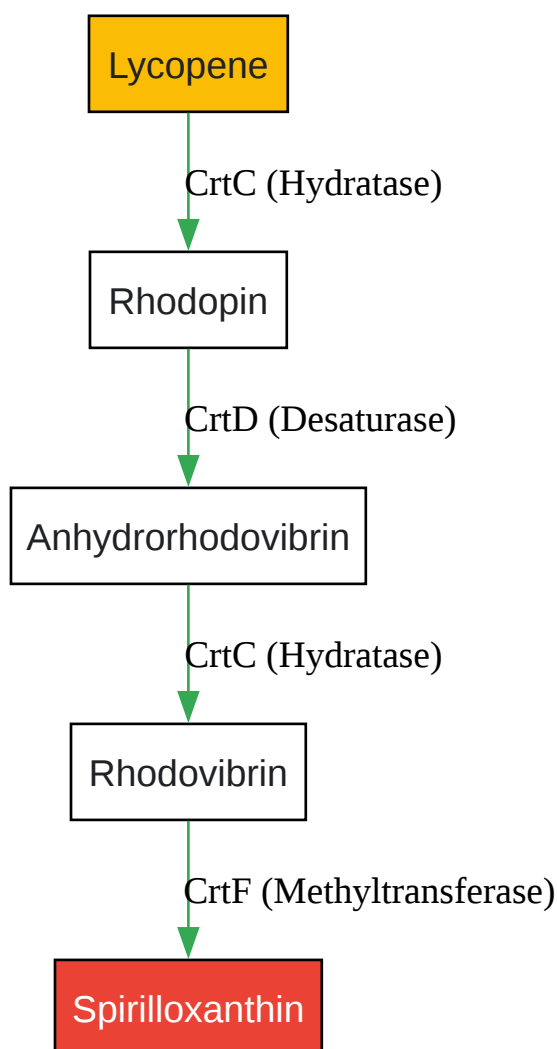 Lycopene
CrtC (Hydratase)
Rhodopin
CrtD (Desaturase)
Anhydrorhodovibrin
CrtC (Hydratase)
Rhodovibrin
CrtF (Methyltransferase)
Spirilloxanthin